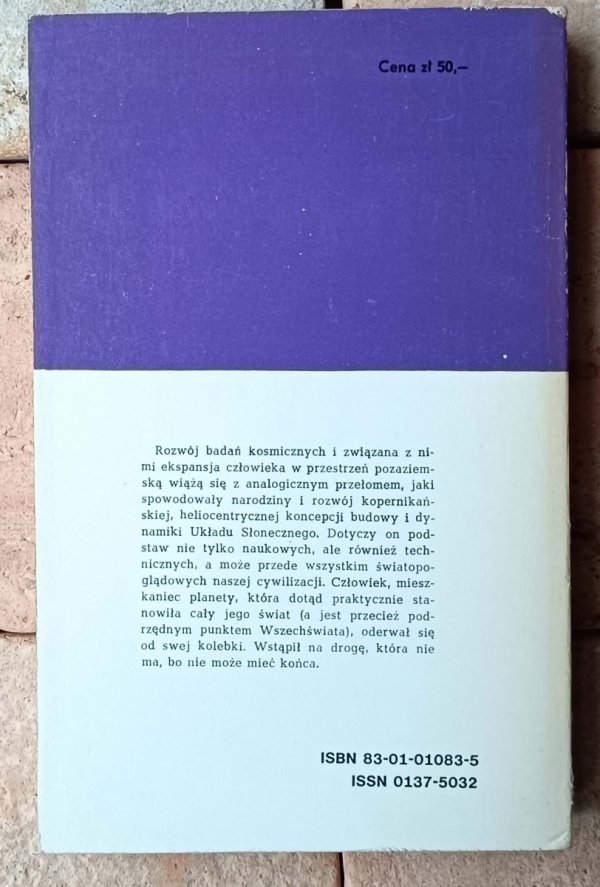 Cena zł 50,—
Rozwój badań kosmicznych i związana z ni-
mi ekspansja człowieka w przestrzeń pozaziem-
ską wiążą się z analogicznym przełomem, jaki
spowodowały narodziny i rozwój kopernikań-
skiej, heliocentrycznej koncepcji budowy i dy-
namiki Układu Słonecznego. Dotyczy on pod-
staw nie tylko naukowych, ale również tech-
nicznych, a może przede wszystkim światopo-
glądowych naszej cywilizacji. Człowiek, miesz-
kaniec planety, która dotąd praktycznie sta-
nowiła cały jego świat (a jest przecież pod-
rzędnym punktem Wszechświata), oderwał się
od swej kolebki. Wstąpił na drogę, która nie
ma, bo nie może mieć końca.
ISBN 83-01-01083-5
ISSN 0137-5032